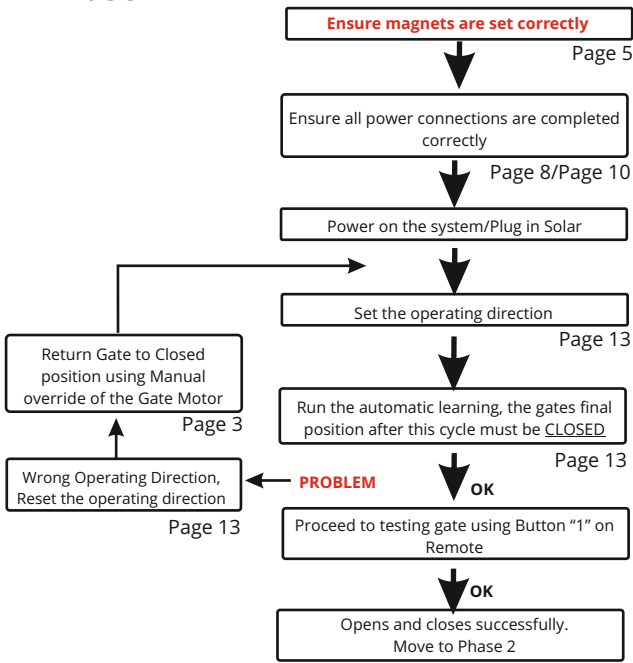 Ensure magnets are set correctly
Page 5
Ensure all power connections are completed
correctly
Page 8/Page 10
Power on the system/Plug in Solar
Set the operating direction
Page 13
Return Gate to Closed
position using Manual
override of the Gate Motor
Page 3
Run the automatic learning, the gates final
position after this cycle must be CLOSED
Page 13
Wrong Operating Direction,
Reset the operating direction
Page 13
PROBLEM
OK
Proceed to testing gate using Button “1” on
Remote
OK
Opens and closes successfully.
Move to Phase 2